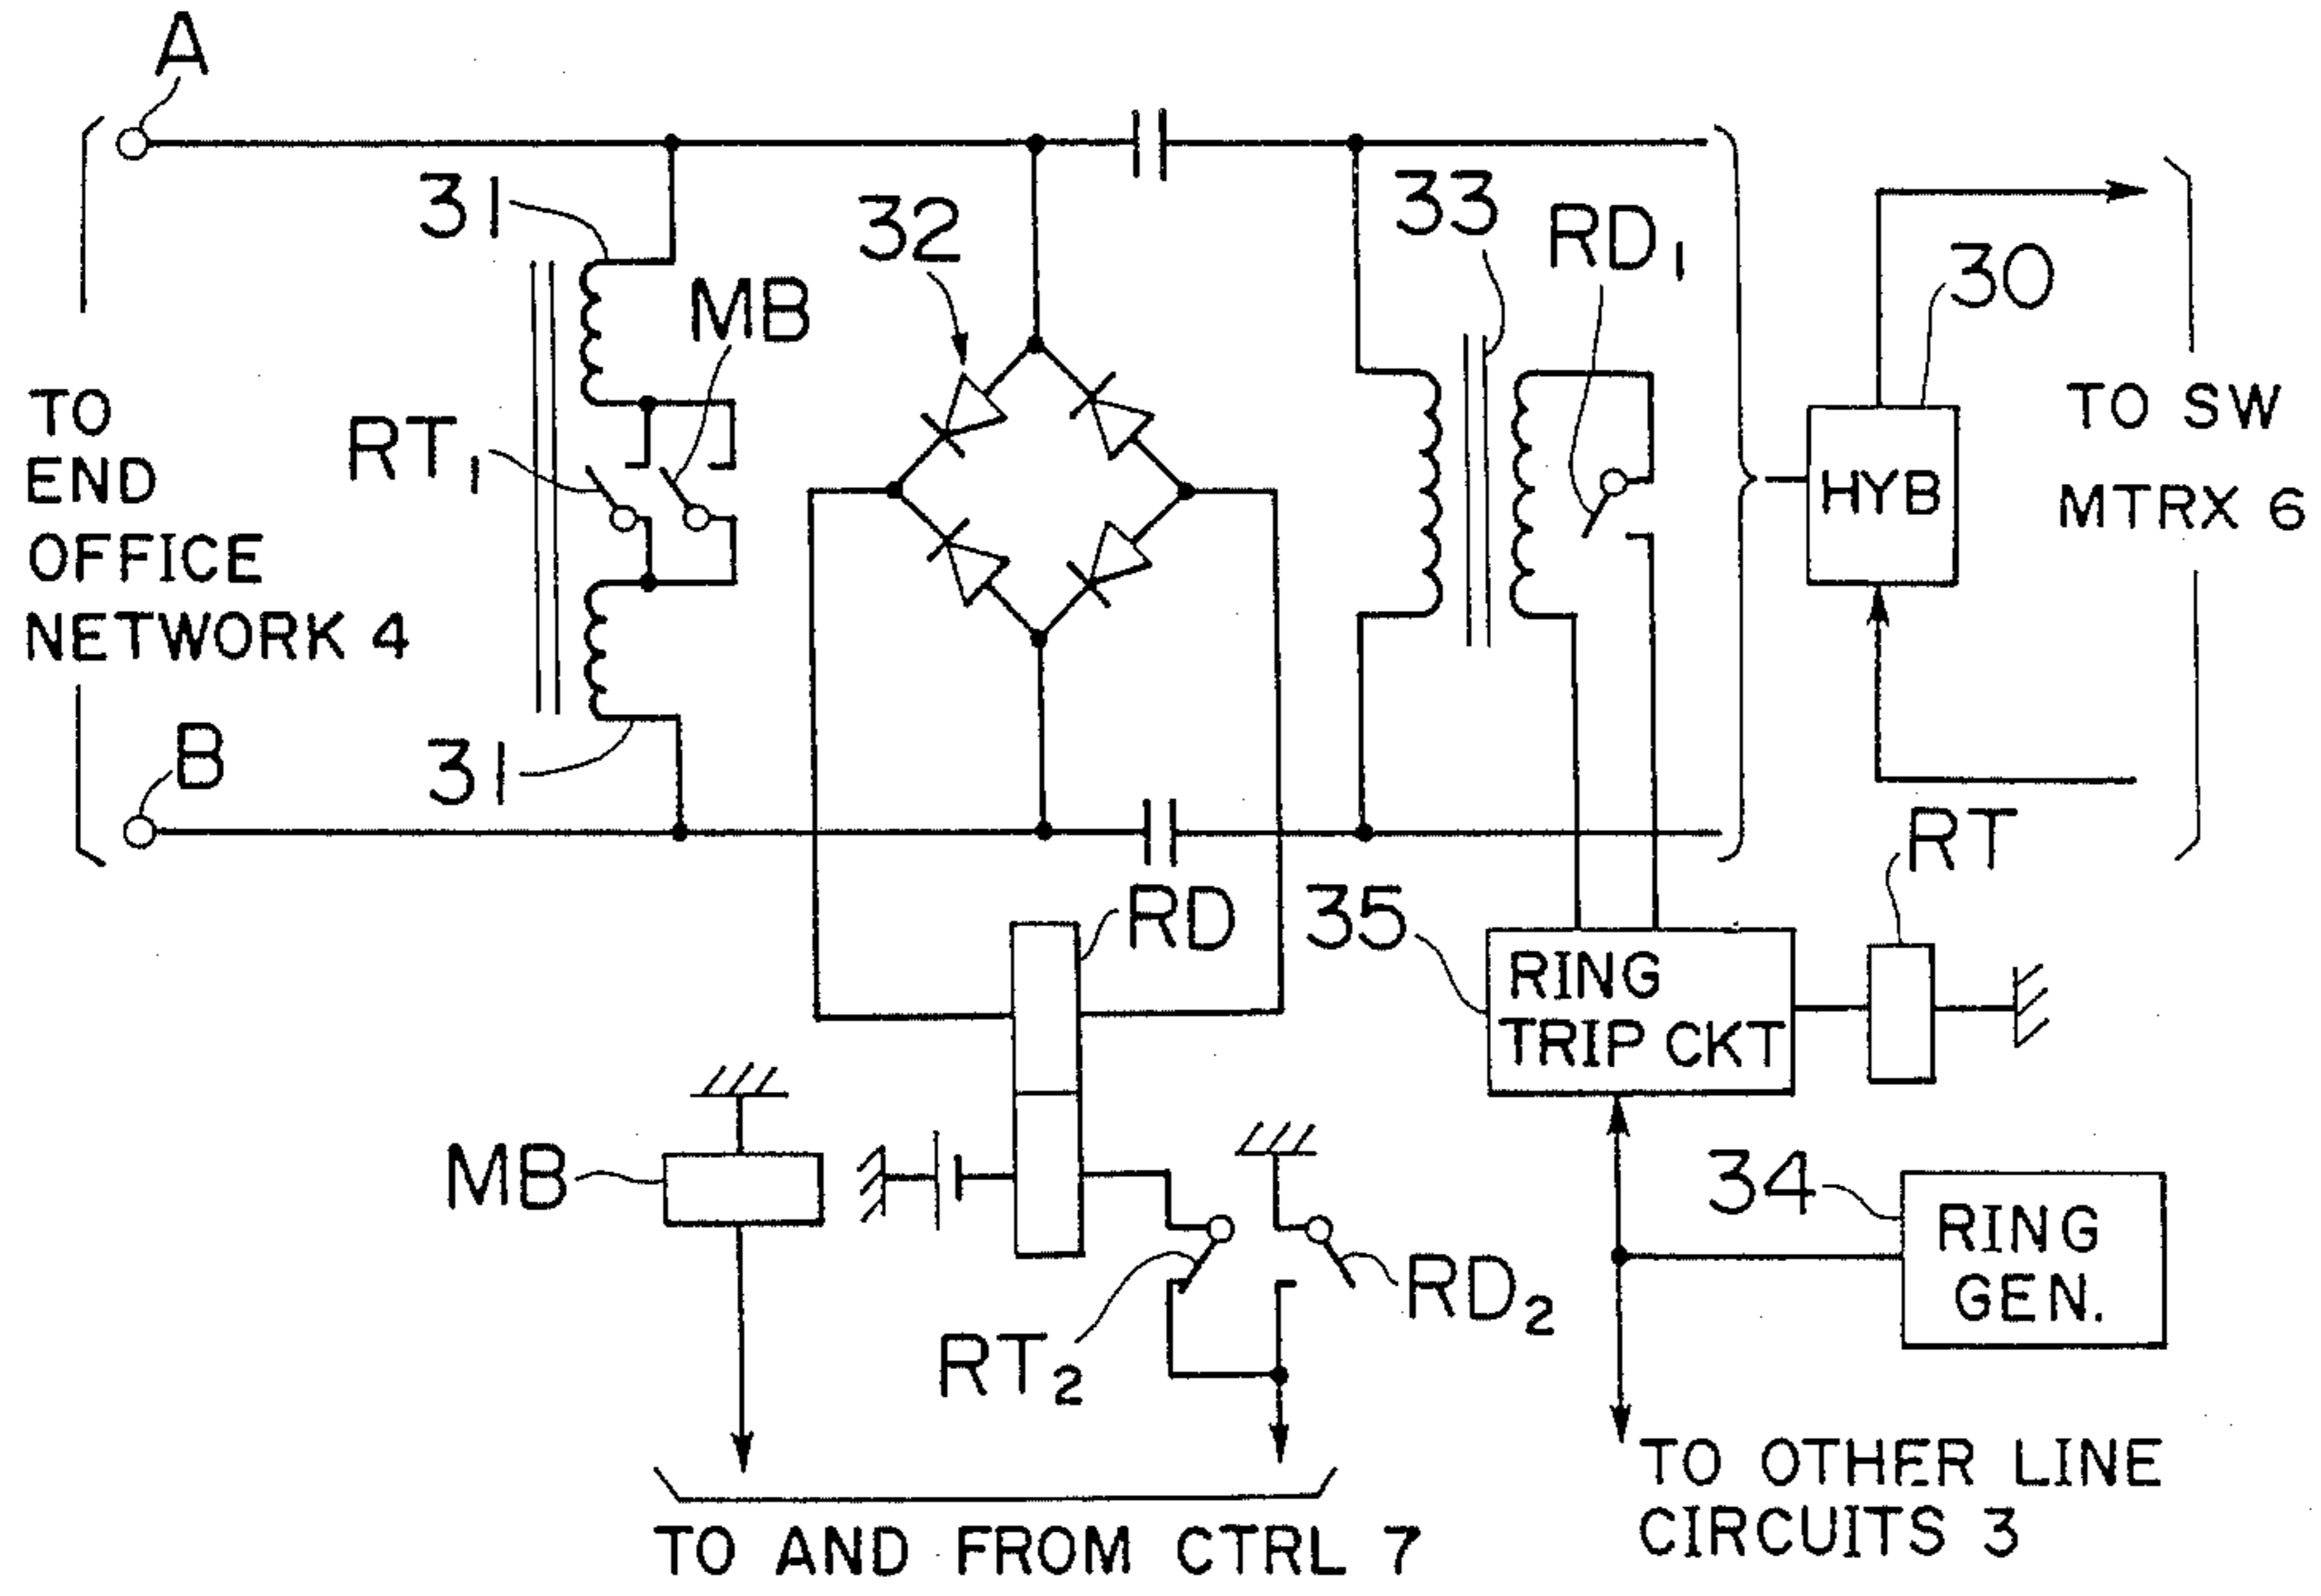 A
31
32
33
RD1
30
MB
TO
END
OFFICE
NETWORK 4
RT1
HYB
TO SW
MTRX 6
B
31
RD
35
RT
RING
TRIP CKT
MB
34
RING
GEN.
RT2
RD2
TO OTHER LINE
CIRCUITS 3
TO AND FROM CTRL 7